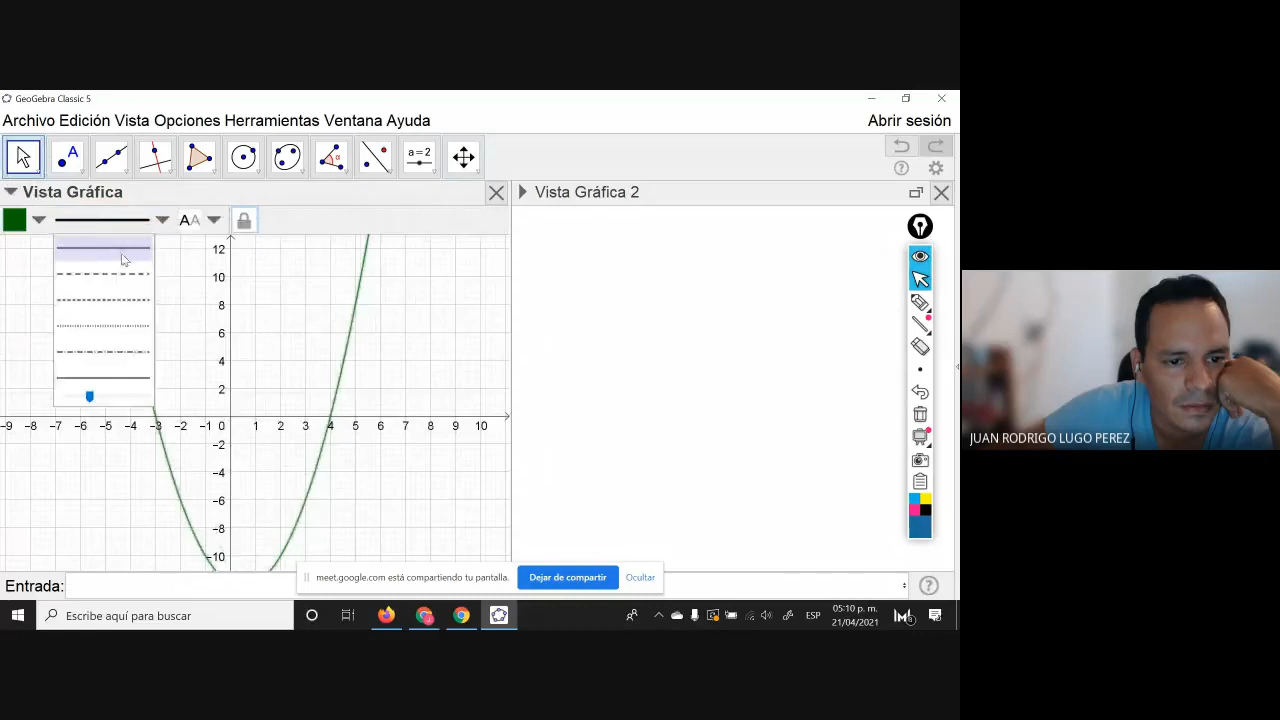 GeoGebra Classic 5
Archivo Edición Vista Opciones Herramientas Ventana Ayuda
Abrir sesión
A
α
a = 2
Vista Gráfica
Vista Gráfica 2
AA
12
10
8
6
4
2
-9 -8 -7 -6 -5 -4 -3 -2 -1 0 1 2 3 4 5 6 7 8 9 10
-2
-4
-6
-8
-10
JUAN RODRIGO LUGO PEREZ
meet.google.com está compartiendo tu pantalla.
Dejar de compartir
Ocultar
Entrada:
Escribe aquí para buscar
ESP
05:10 p. m.
21/04/2021